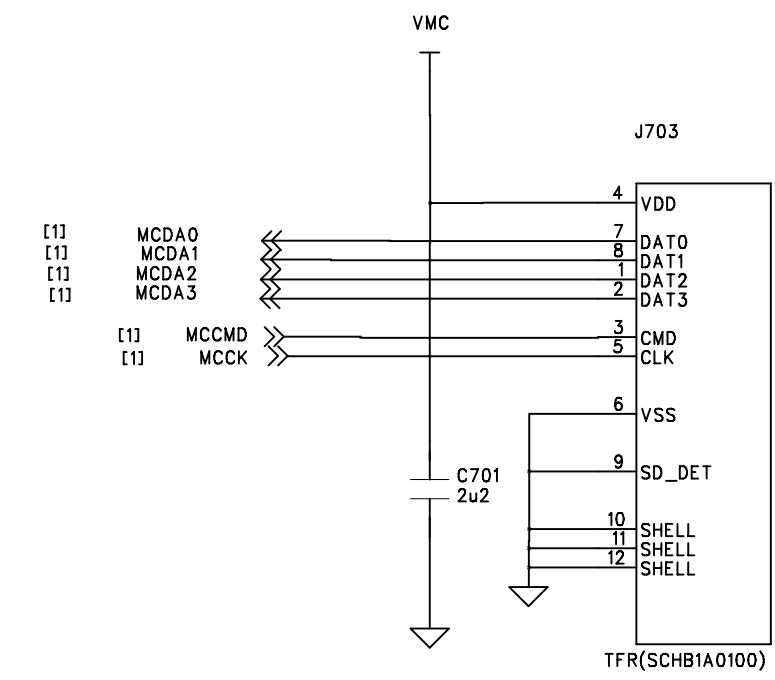 VMC
J703
4 VDD
[1] MCDA0 7 DAT0
[1] MCDA1 8 DAT1
[1] MCDA2 1 DAT2
[1] MCDA3 2 DAT3
[1] MCCMD 3 CMD
[1] MCCK 5 CLK
6 VSS
9 SD_DET
C701
2u2
10 SHELL
11 SHELL
12 SHELL
TFR(SCHB1A0100)